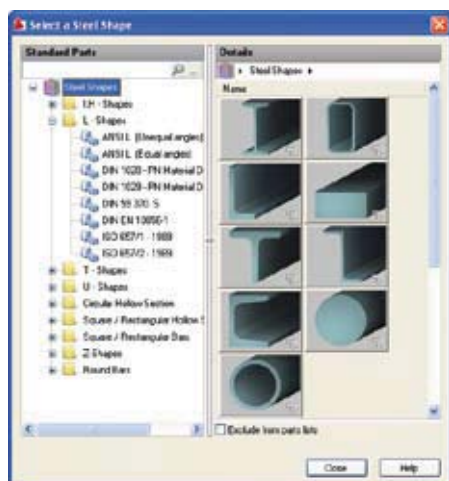 Select a Steel Shape
Standard Parts
Details
Steel Shapes
Name
Steel Shapes
I,H - Shapes
L - Shapes
ANSI L (Unequal angles)
ANSI L (Equal angles)
DIN 1028 - PN Material D
DIN 1029 - PN Material D
DIN 59 370 - S
DIN EN 10056-1
ISO 657/1 - 1989
ISO 657/2 - 1989
T - Shapes
U - Shapes
Circular Hollow Section
Square / Rectangular Hollow S
Square / Rectangular Bars
Z Shapes
Round Bars
Exclude from parts lists
Close
Help